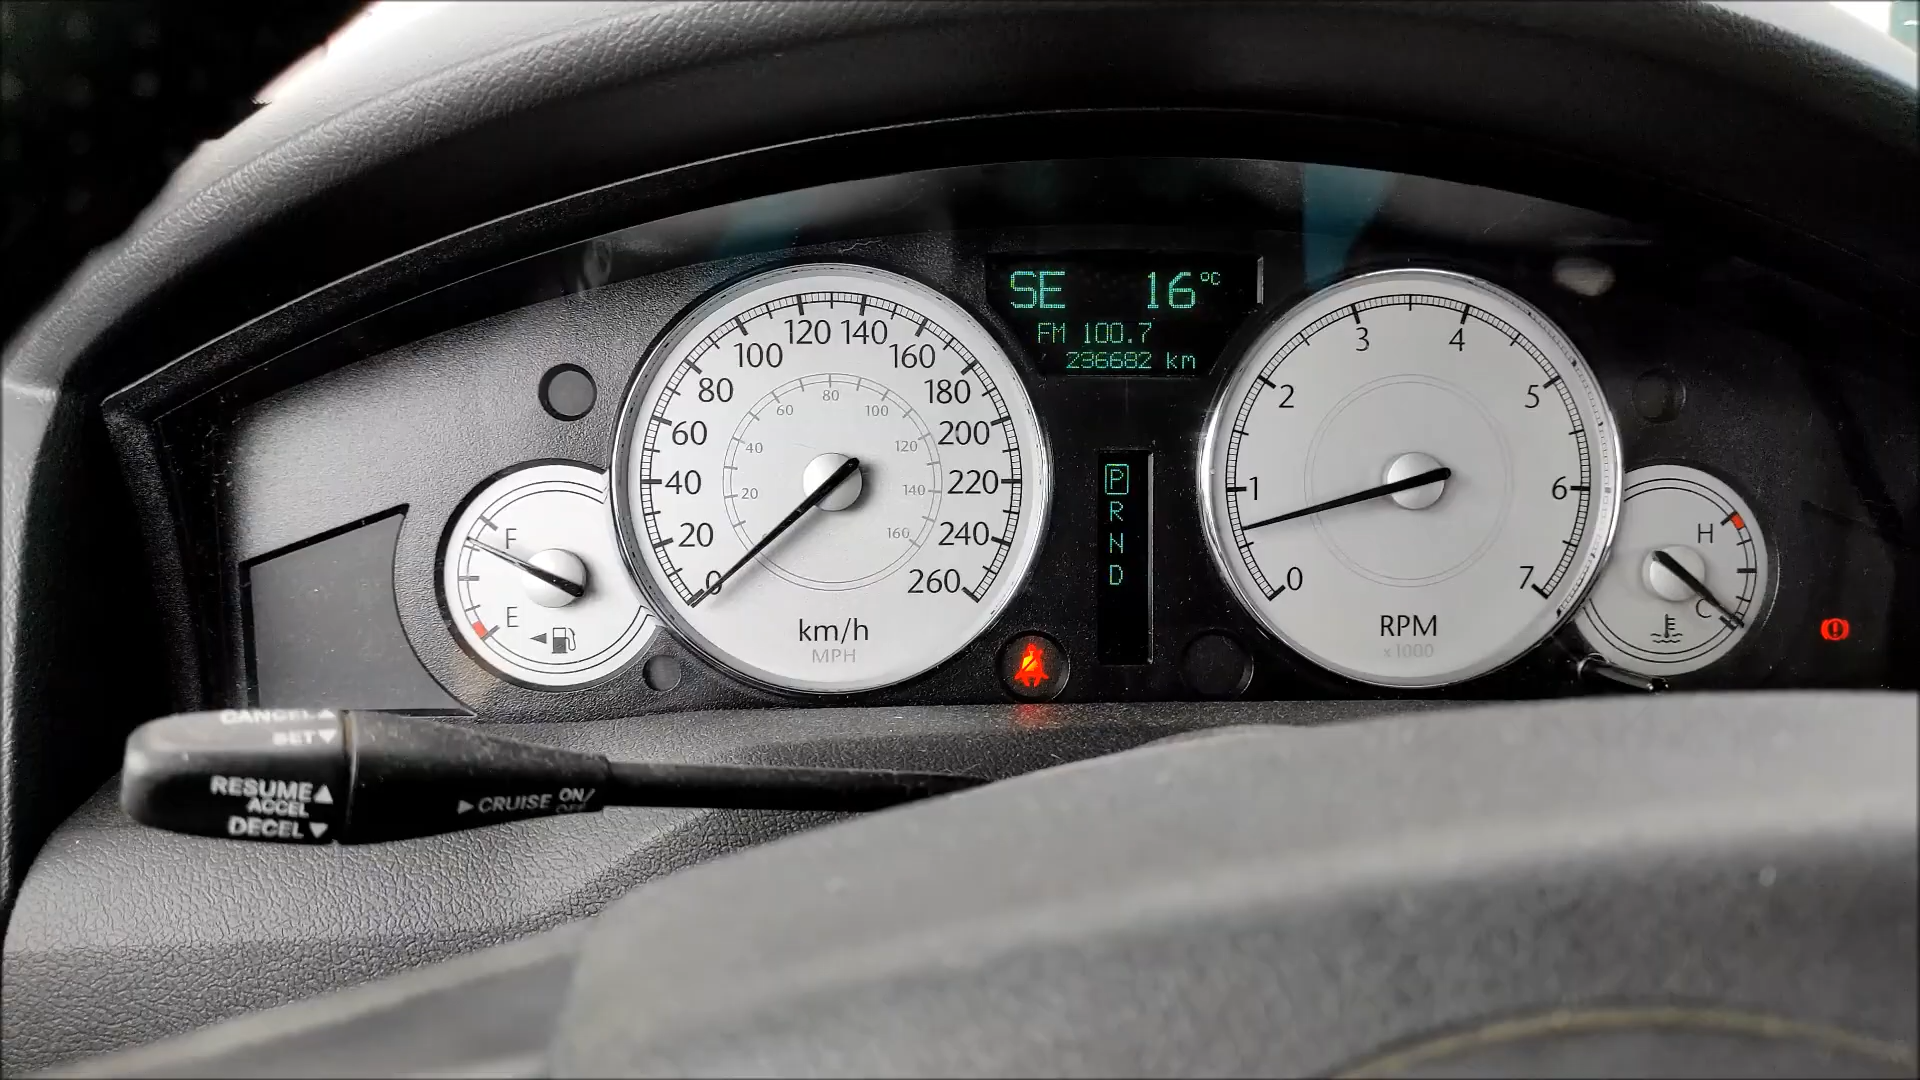 SE 16°C
FM 100.7
236682 km
0 20 40 60 80 100 120 140 160 180 200 220 240 260
20 40 60 80 100 120 140 160
km/h
MPH
P
R
N
D
0 1 2 3 4 5 6 7
RPM
x1000
F
E
H
C
CANCEL▲
SET▼
RESUME▲
ACCEL
DECEL▼
►CRUISE ON/
OFF